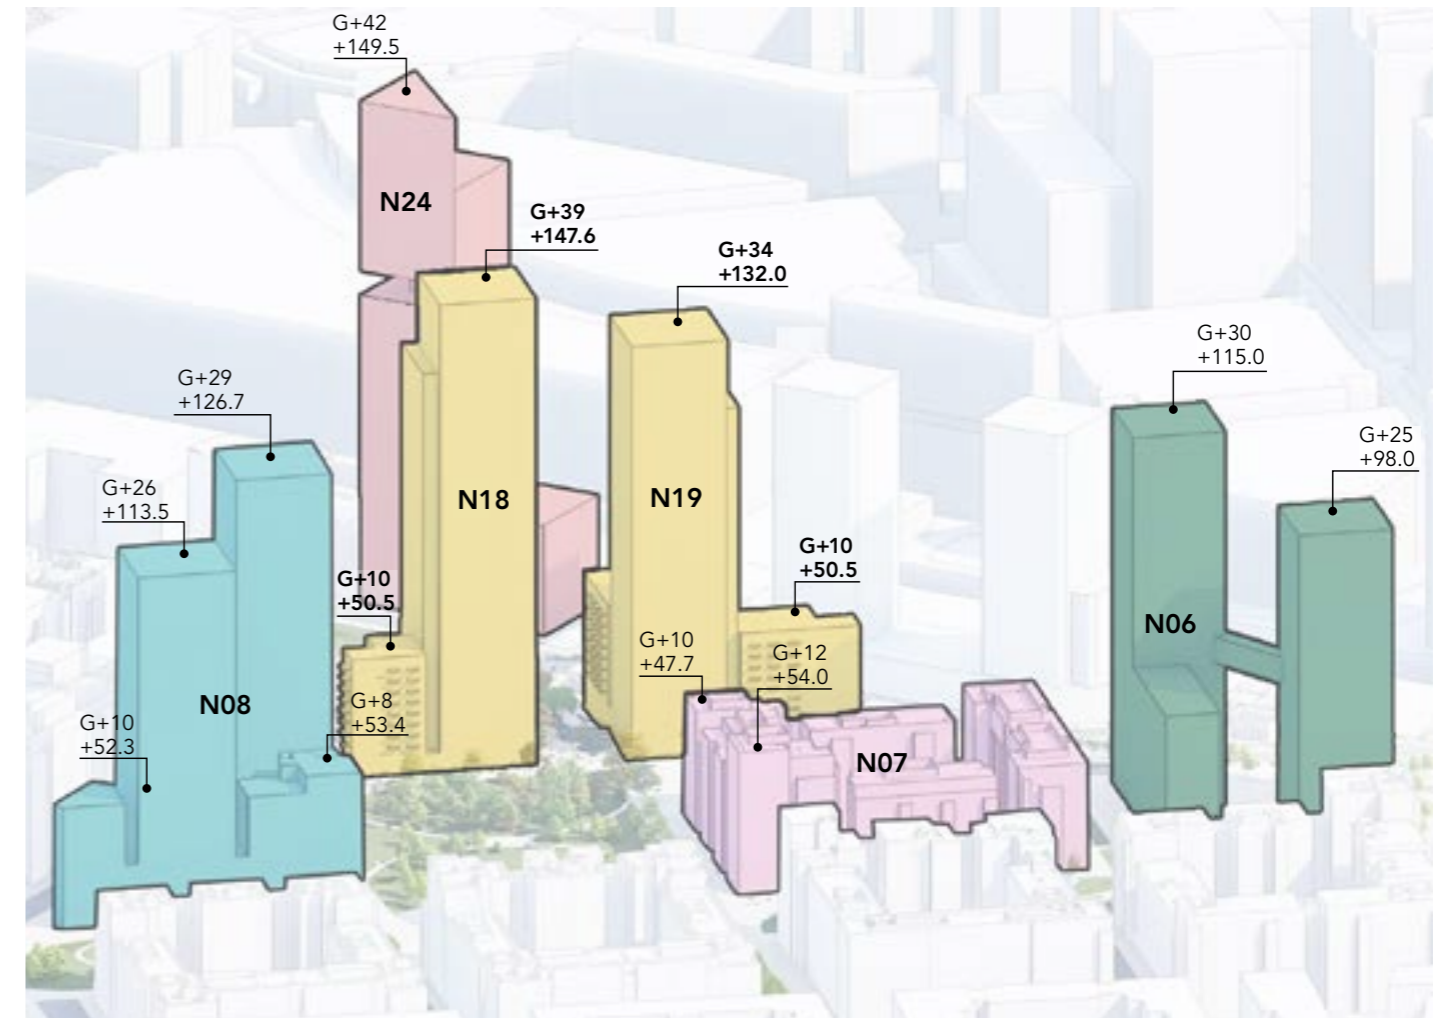 G+42
+149.5
N24
G+39
+147.6
G+34
+132.0
G+30
+115.0
G+29
+126.7
G+25
+98.0
G+26
+113.5
N18
N19
G+10
+50.5
G+10
+50.5
N06
G+10
+47.7
G+12
+54.0
N08
G+8
+53.4
G+10
+52.3
N07